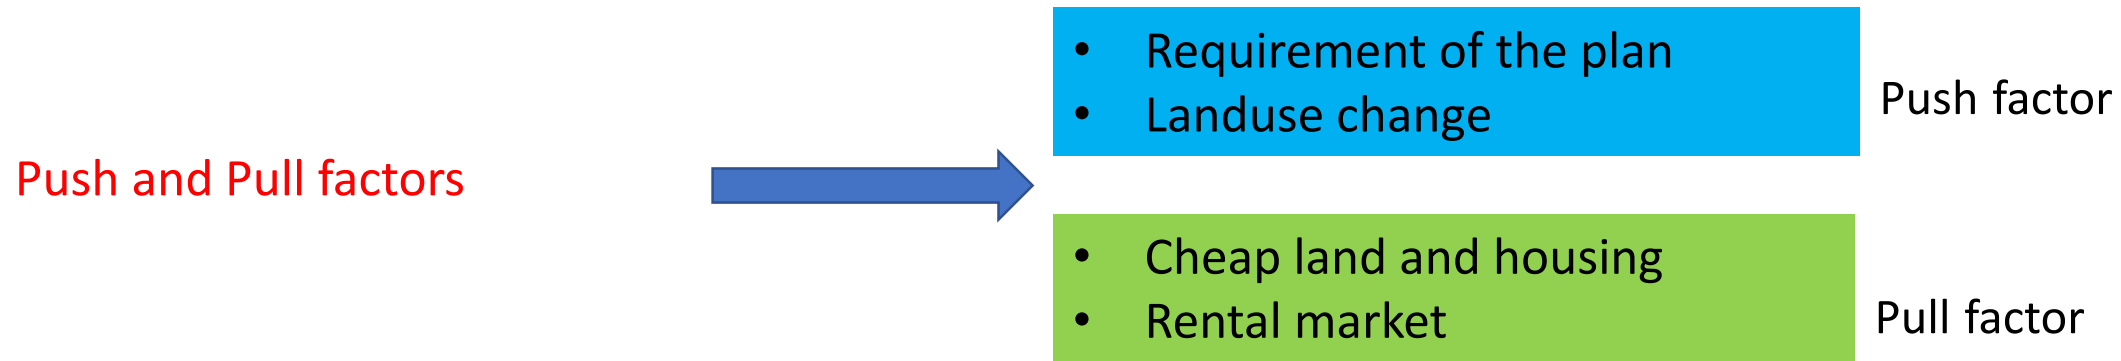 Push and Pull factors
• Requirement of the plan
• Landuse change
Push factor
• Cheap land and housing
• Rental market
Pull factor